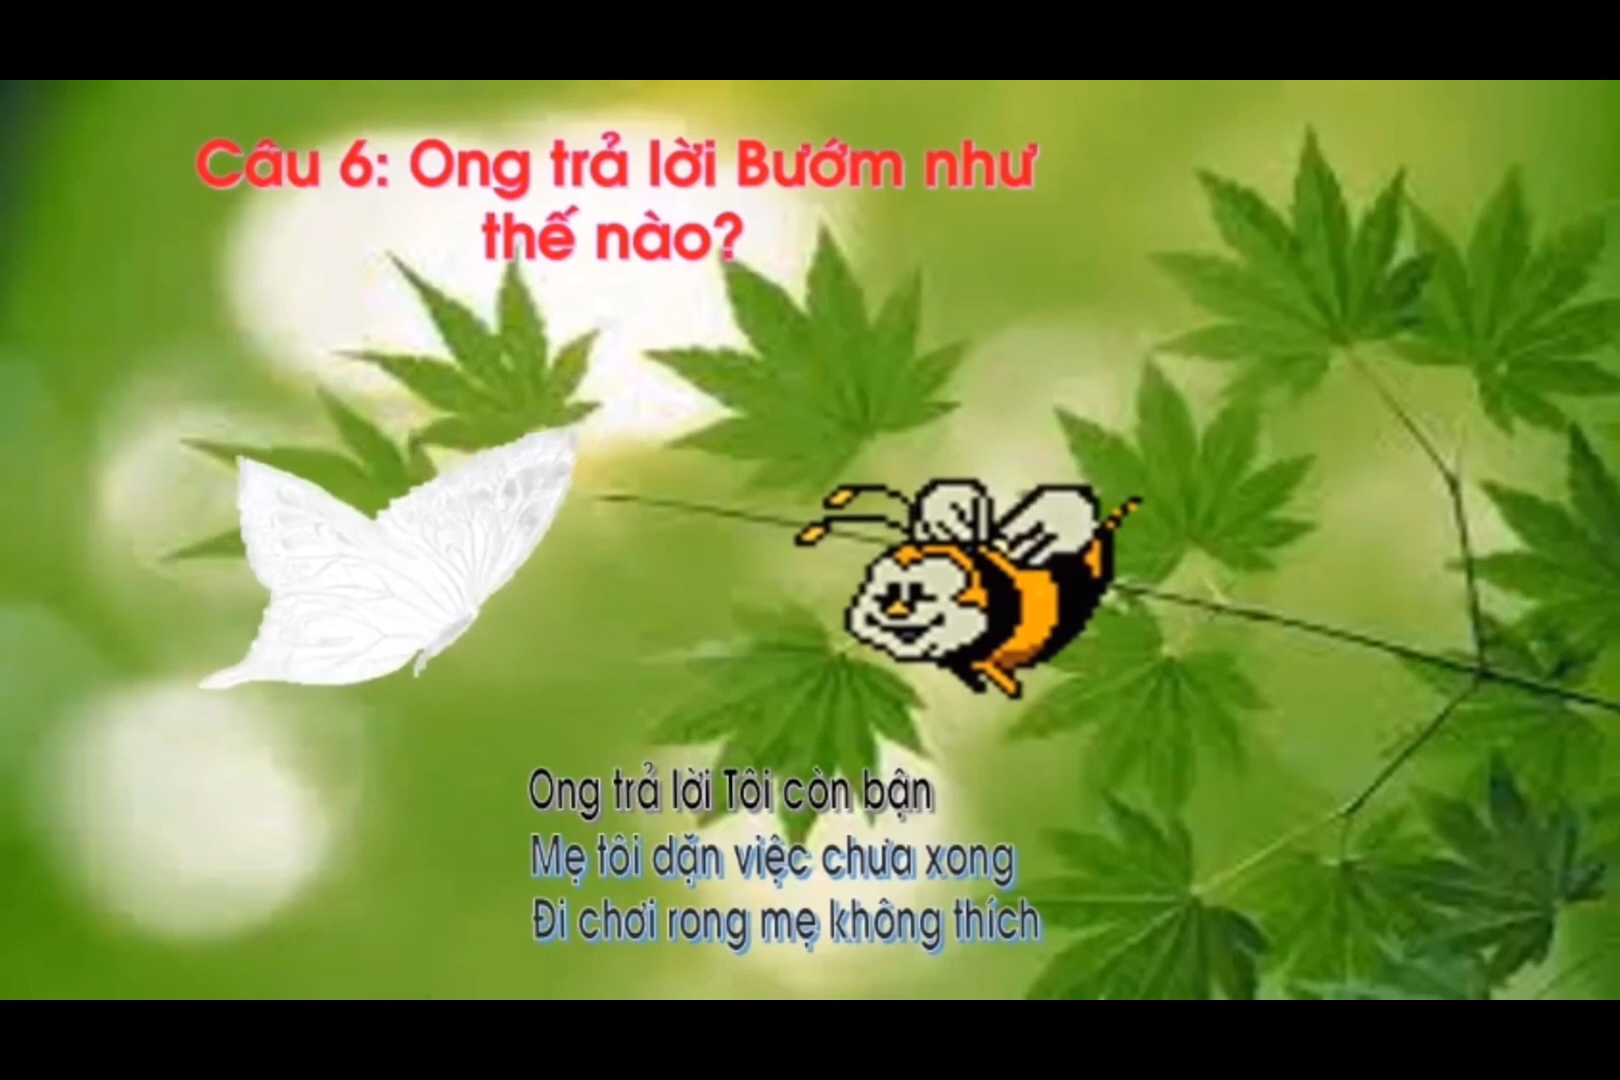 Câu 6: Ong trả lời Bướm như
thế nào?
Ong trả lời Tôi còn bận
Mẹ tôi dặn việc chưa xong
Đi chơi rong mẹ không thích